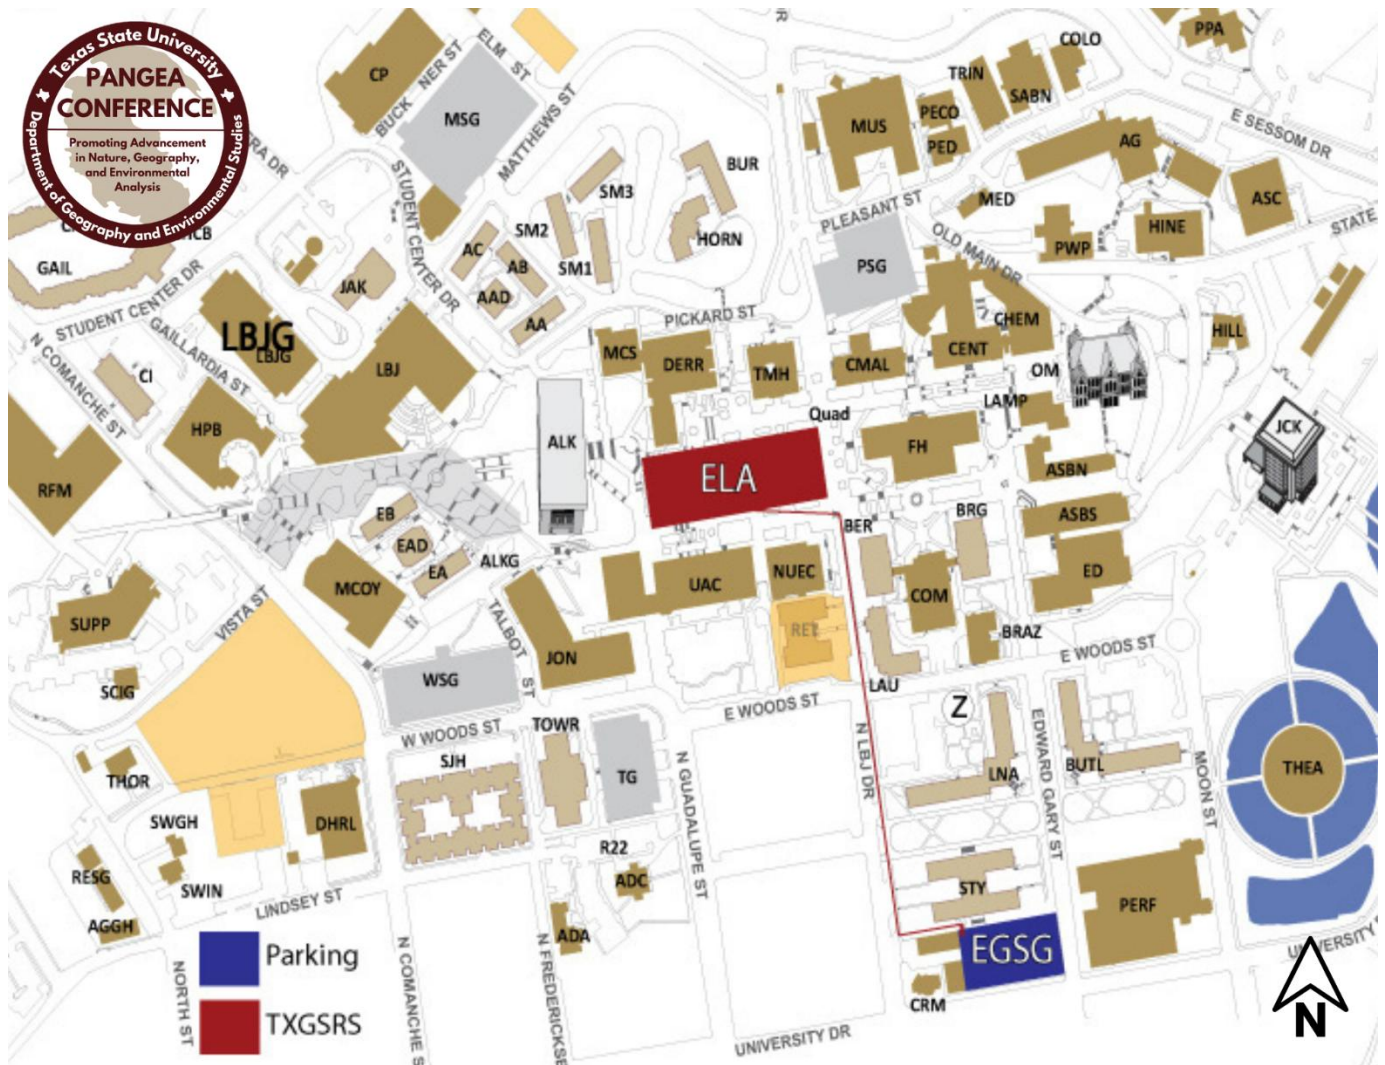 Texas State University
PANGEA
CONFERENCE
Promoting Advancement
in Nature, Geography,
and Environmental
Analysis
Department of Geography and Environmental Studies
CP
BUCK NER ST
ELM ST
MSG
MATTHEWS ST
STUDENT CENTER DR
SM3
SM2
SM1
BUR
HORN
MUS
PECO
PED
TRIN
SABN
COLO
PPA
E SESSOM DR
AG
MED
PWP
HINE
ASC
STATE
PLEASANT ST
PSG
OLD MAIN DR
GAIL
STUDENT CENTER DR
GAILLARDIA ST
N COMANCHE ST
JAK
AC
AB
AAD
AA
LBJG
LBJG
LBJ
CI
HPB
RFM
PICKARD ST
MCS
DERR
TMH
CMAL
CENT
CHEM
OM
HILL
LAMP
Quad
FH
ALK
ELA
JCK
ASBN
ASBS
ED
BER
BRG
COM
BRAZ
LAU
EB
EAD
EA
ALKG
MCOY
UAC
NUEC
RET
SUPP
VISTA ST
TALBOT ST
JON
WSG
SCIG
THOR
W WOODS ST
E WOODS ST
E WOODS ST
Z
TOWR
SJH
TG
N GUADALUPE ST
N LBJ DR
LNA
EDWARD GARY ST
BUTL
MOON ST
THEA
SWGH
DHRL
RESG
SWIN
AGGH
LINDSEY ST
R22
ADC
ADA
STY
PERF
EGSG
CRM
Parking
TXGSRS
NORTH ST
N COMANCHE S
N FREDERICKSB
UNIVERSITY DR
UNIVERSITY
N